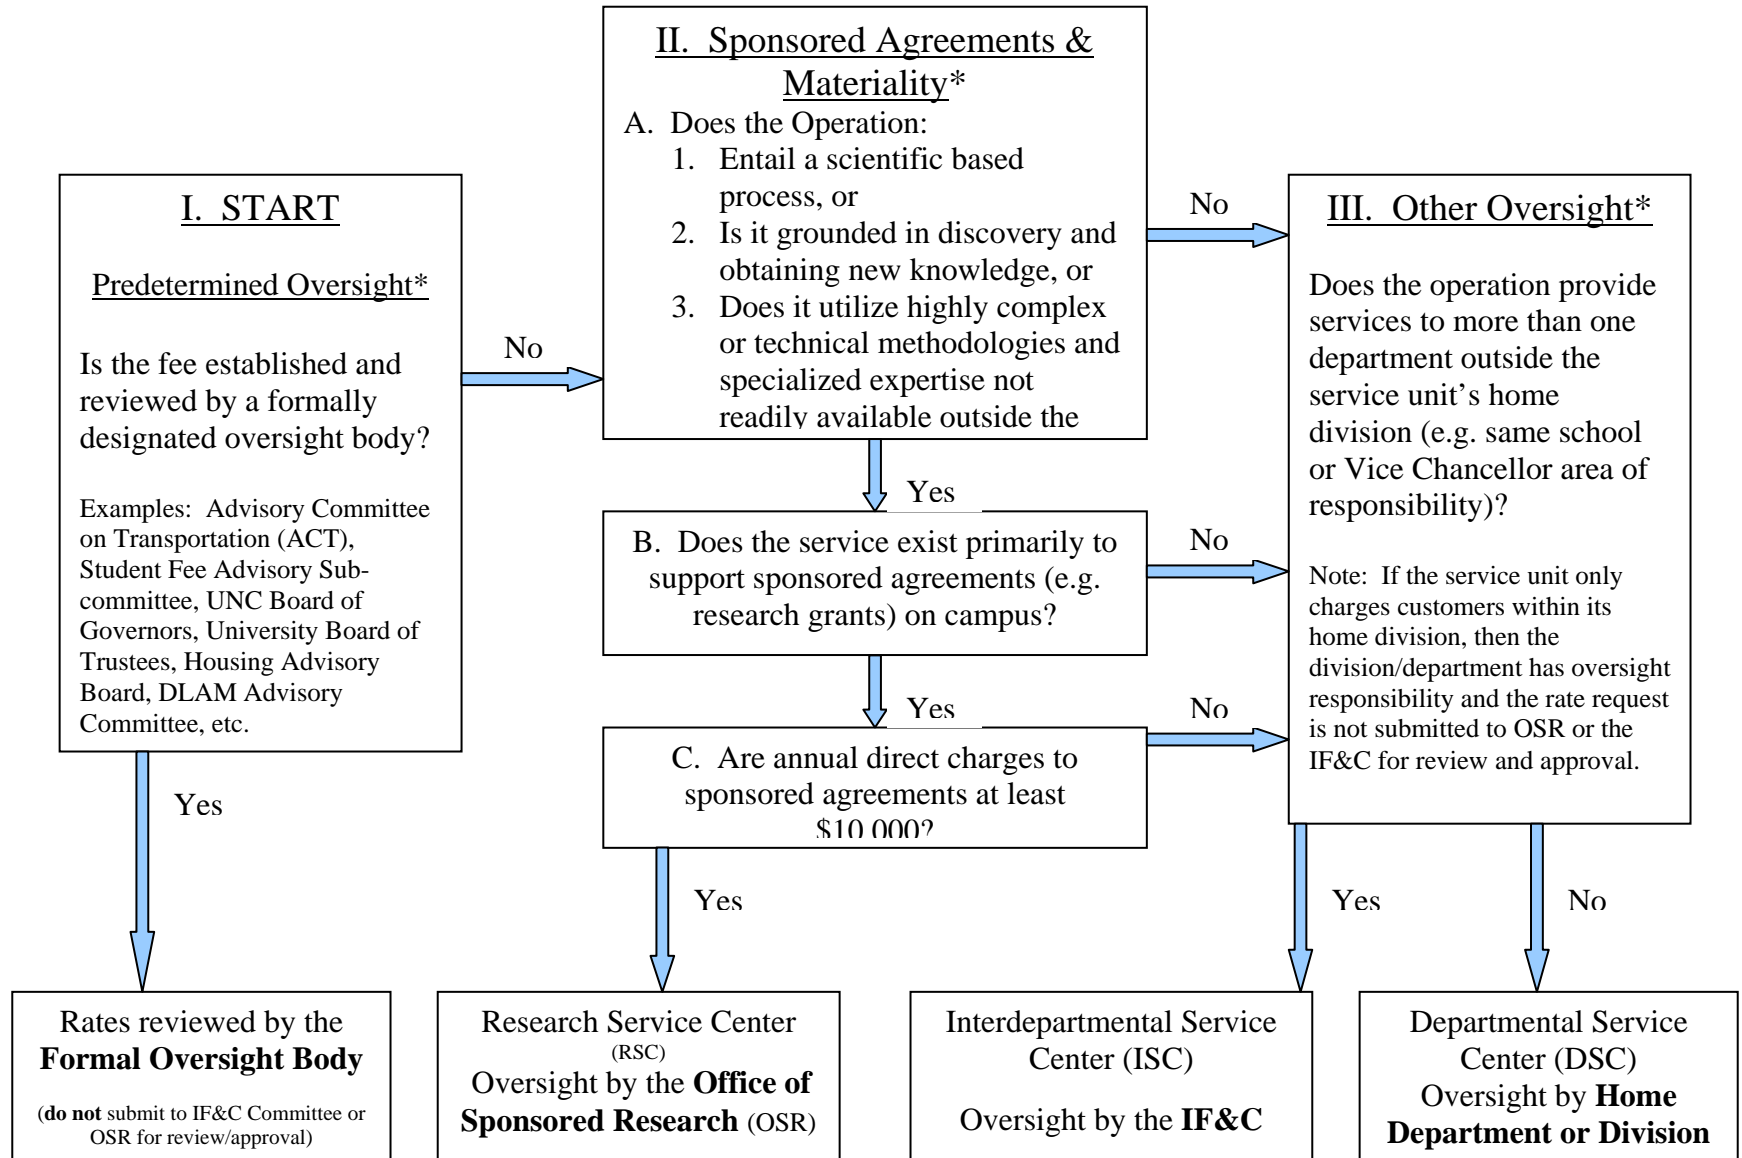 I. START
Predetermined Oversight*
Is the fee established and
reviewed by a formally
designated oversight body?
Examples: Advisory Committee
on Transportation (ACT),
Student Fee Advisory Sub-
committee, UNC Board of
Governors, University Board of
Trustees, Housing Advisory
Board, DLAM Advisory
Committee, etc.
No
Yes
II. Sponsored Agreements &
Materiality*
A. Does the Operation:
1. Entail a scientific based
process, or
2. Is it grounded in discovery and
obtaining new knowledge, or
3. Does it utilize highly complex
or technical methodologies and
specialized expertise not
readily available outside the
No
Yes
B. Does the service exist primarily to
support sponsored agreements (e.g.
research grants) on campus?
No
Yes
C. Are annual direct charges to
sponsored agreements at least
$10,000?
No
Yes
III. Other Oversight*
Does the operation provide
services to more than one
department outside the
service unit’s home
division (e.g. same school
or Vice Chancellor area of
responsibility)?
Note: If the service unit only
charges customers within its
home division, then the
division/department has oversight
responsibility and the rate request
is not submitted to OSR or the
IF&C for review and approval.
Yes
No
Rates reviewed by the
Formal Oversight Body
(do not submit to IF&C Committee or
OSR for review/approval)
Research Service Center
(RSC)
Oversight by the Office of
Sponsored Research (OSR)
Interdepartmental Service
Center (ISC)
Oversight by the IF&C
Departmental Service
Center (DSC)
Oversight by Home
Department or Division